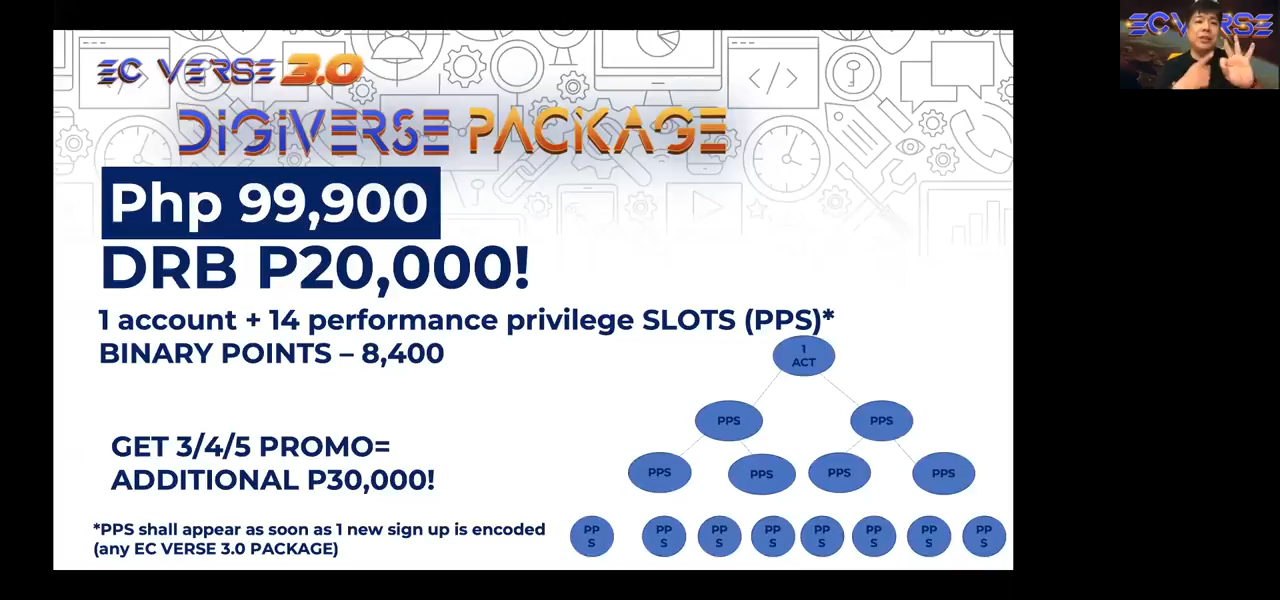 EC VERSE 3.0
DIGIVERSE PACKAGE
Php 99,900
DRB P20,000!
1 account + 14 performance privilege SLOTS (PPS)*
BINARY POINTS – 8,400
1
ACT
PPS PPS
PPS PPS PPS PPS
GET 3/4/5 PROMO=
ADDITIONAL P30,000!
*PPS shall appear as soon as 1 new sign up is encoded
(any EC VERSE 3.0 PACKAGE)
PP PP PP PP PP PP PP PP
S S S S S S S S
EC VERSE